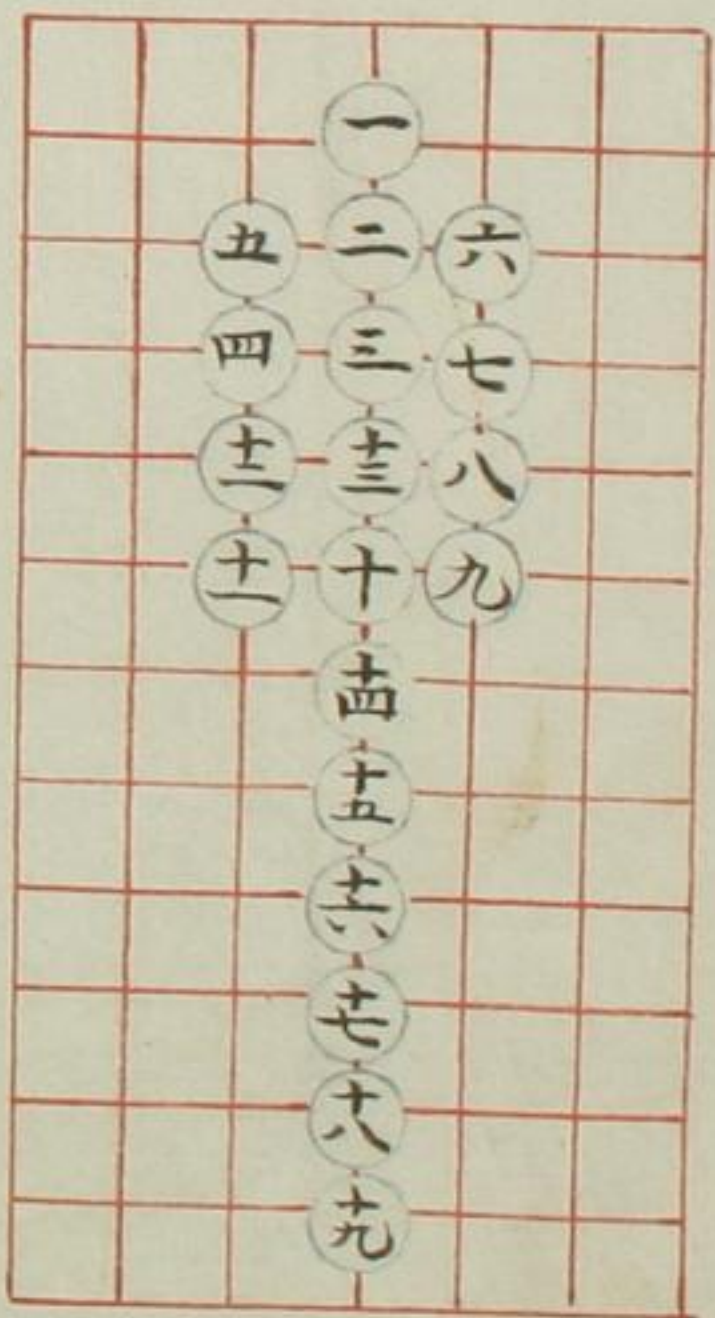 一
五 二 六
四 三 七
十二 十三 八
十一 十 九
十四
十五
十六
十七
十八
十九